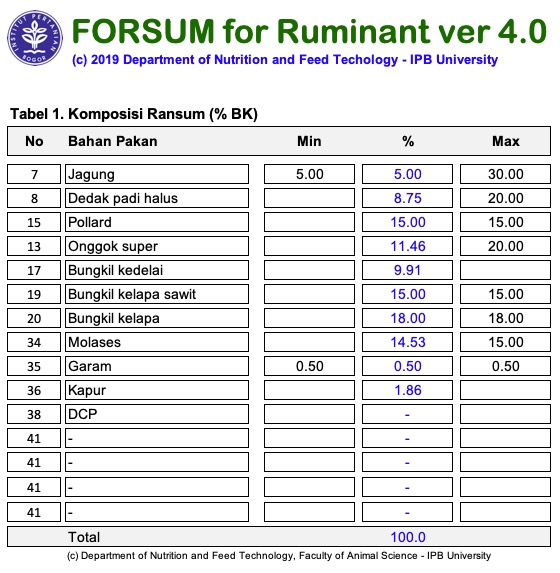 INSTITUT PERTANIAN
BOGOR
FORSUM for Ruminant ver 4.0
(c) 2019 Department of Nutrition and Feed Techology - IPB University
Tabel 1. Komposisi Ransum (% BK)
No Bahan Pakan Min % Max
7 Jagung 5.00 5.00 30.00
8 Dedak padi halus 8.75 20.00
15 Pollard 15.00 15.00
13 Onggok super 11.46 20.00
17 Bungkil kedelai 9.91
19 Bungkil kelapa sawit 15.00 15.00
20 Bungkil kelapa 18.00 18.00
34 Molases 14.53 15.00
35 Garam 0.50 0.50 0.50
36 Kapur 1.86
38 DCP -
41 - -
41 - -
41 - -
41 - -
Total 100.0
(c) Department of Nutrition and Feed Technology, Faculty of Animal Science - IPB University